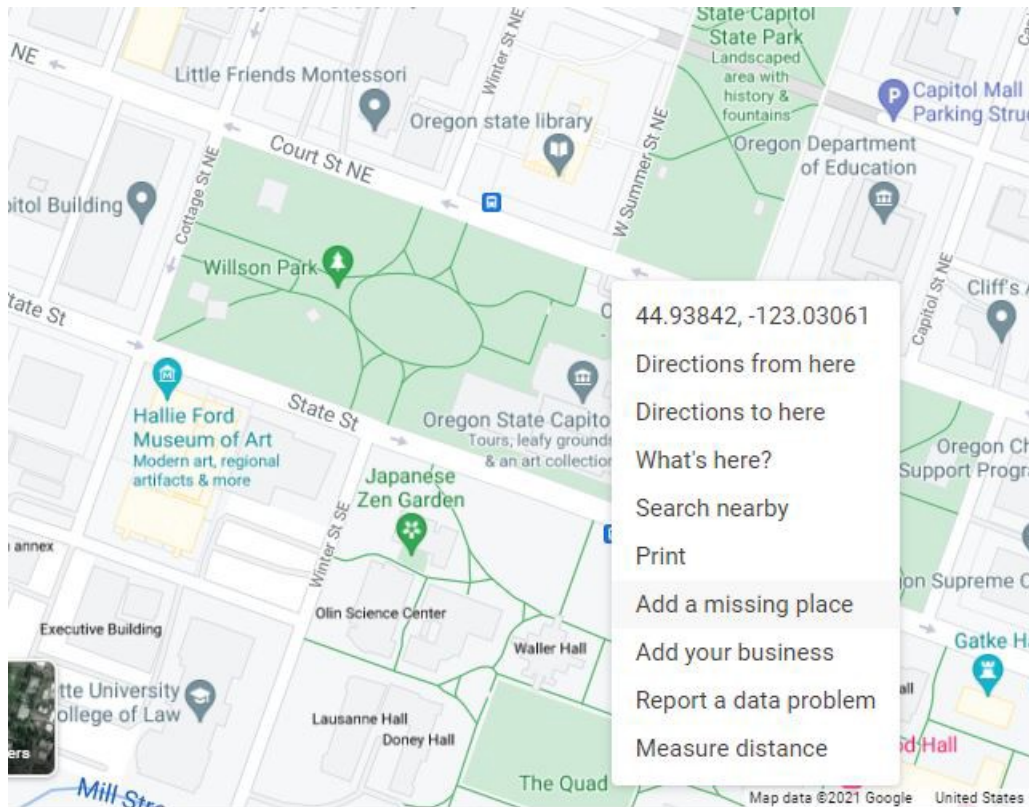 State Capitol
State Park
Landscaped
area with
history &
fountains
NE
Little Friends Montessori
Winter St NE
Capitol Mall
Parking Struc
Oregon state library
Court St NE
Oregon Department
of Education
itol Building
Cottage St NE
W Summer St NE
Willson Park
Capitol St NE
Cliff's A
tate St
44.93842, -123.03061
Directions from here
Directions to here
What's here?
Search nearby
Print
Add a missing place
Add your business
Report a data problem
Measure distance
Hallie Ford
Museum of Art
Modern art, regional
artifacts & more
State St
Oregon State Capito
Tours, leafy grounds
& an art collection
Oregon Ch
Support Progra
Japanese
Zen Garden
annex
Winter St SE
on Supreme C
Olin Science Center
Executive Building
Waller Hall
Gatke Ha
tte University
ollege of Law
all
Lausanne Hall
Doney Hall
d Hall
ers
The Quad
Mill Stre
Map data ©2021 Google
United States